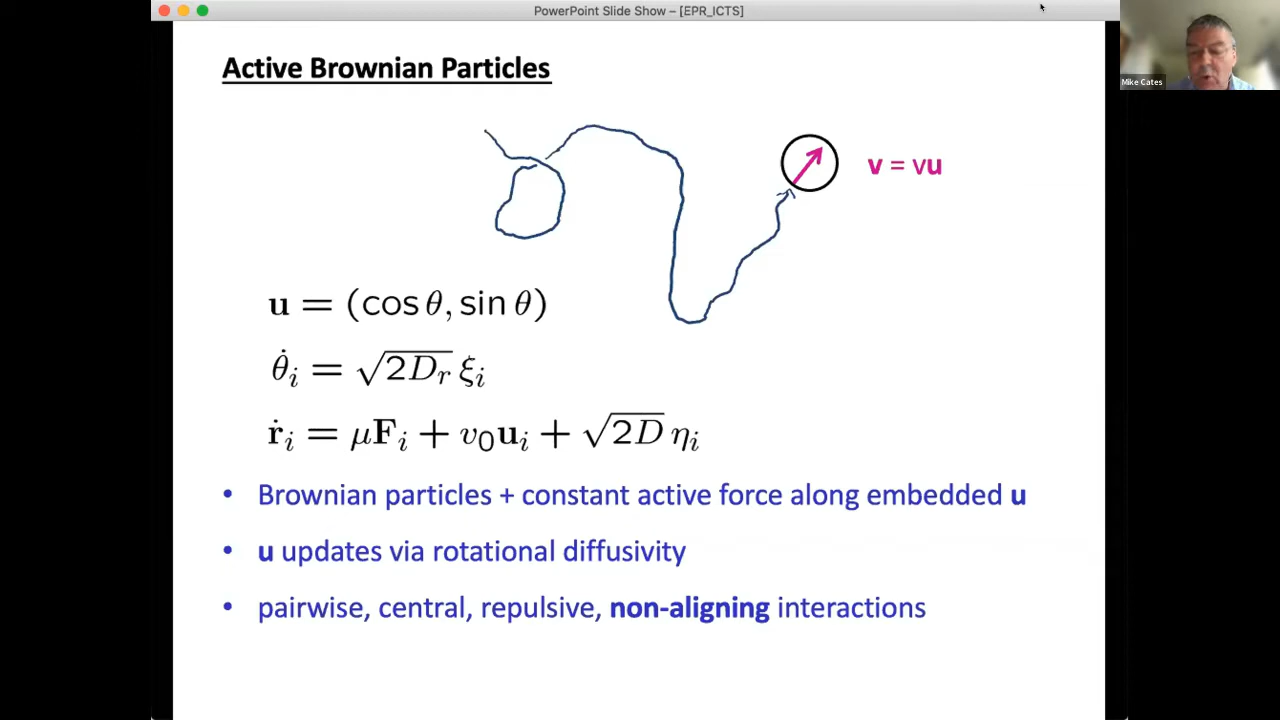 PowerPoint Slide Show – [EPR_ICTS]
Mike Cates
Active Brownian Particles
v = vu
u = (cos θ, sin θ)
θ̇ᵢ = √2Dᵣ ξᵢ
ṙᵢ = μFᵢ + v₀uᵢ + √2D ηᵢ
• Brownian particles + constant active force along embedded u
• u updates via rotational diffusivity
• pairwise, central, repulsive, non-aligning interactions